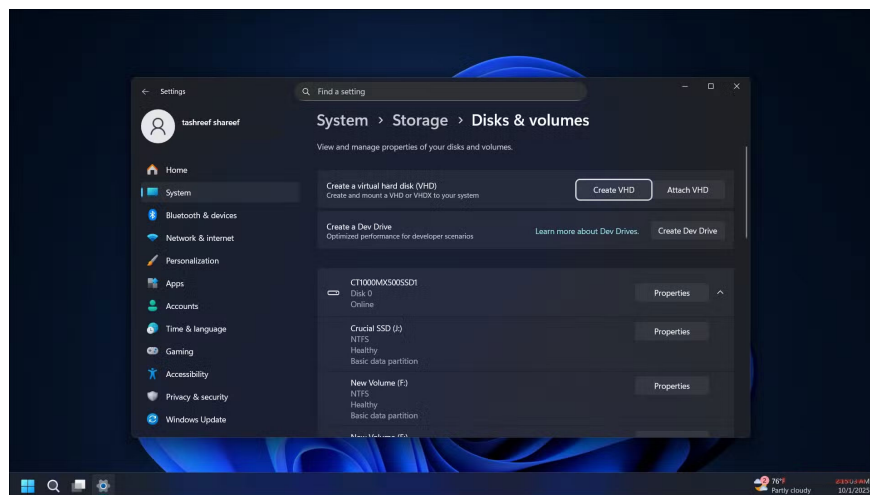 Settings
Find a setting
tashreef shareef
System > Storage > Disks & volumes
View and manage properties of your disks and volumes.
Home
System
Bluetooth & devices
Network & internet
Personalization
Apps
Accounts
Time & language
Gaming
Accessibility
Privacy & security
Windows Update
Create a virtual hard disk (VHD)
Create and mount a VHD or VHDX to your system
Create VHD
Attach VHD
Create a Dev Drive
Optimized performance for developer scenarios
Learn more about Dev Drives.
Create Dev Drive
CT1000MX500SSD1
Disk 0
Online
Properties
Crucial SSD (J:)
NTFS
Healthy
Basic data partition
Properties
New Volume (F:)
NTFS
Healthy
Basic data partition
Properties
2
76°F
Partly cloudy
10/1/2025